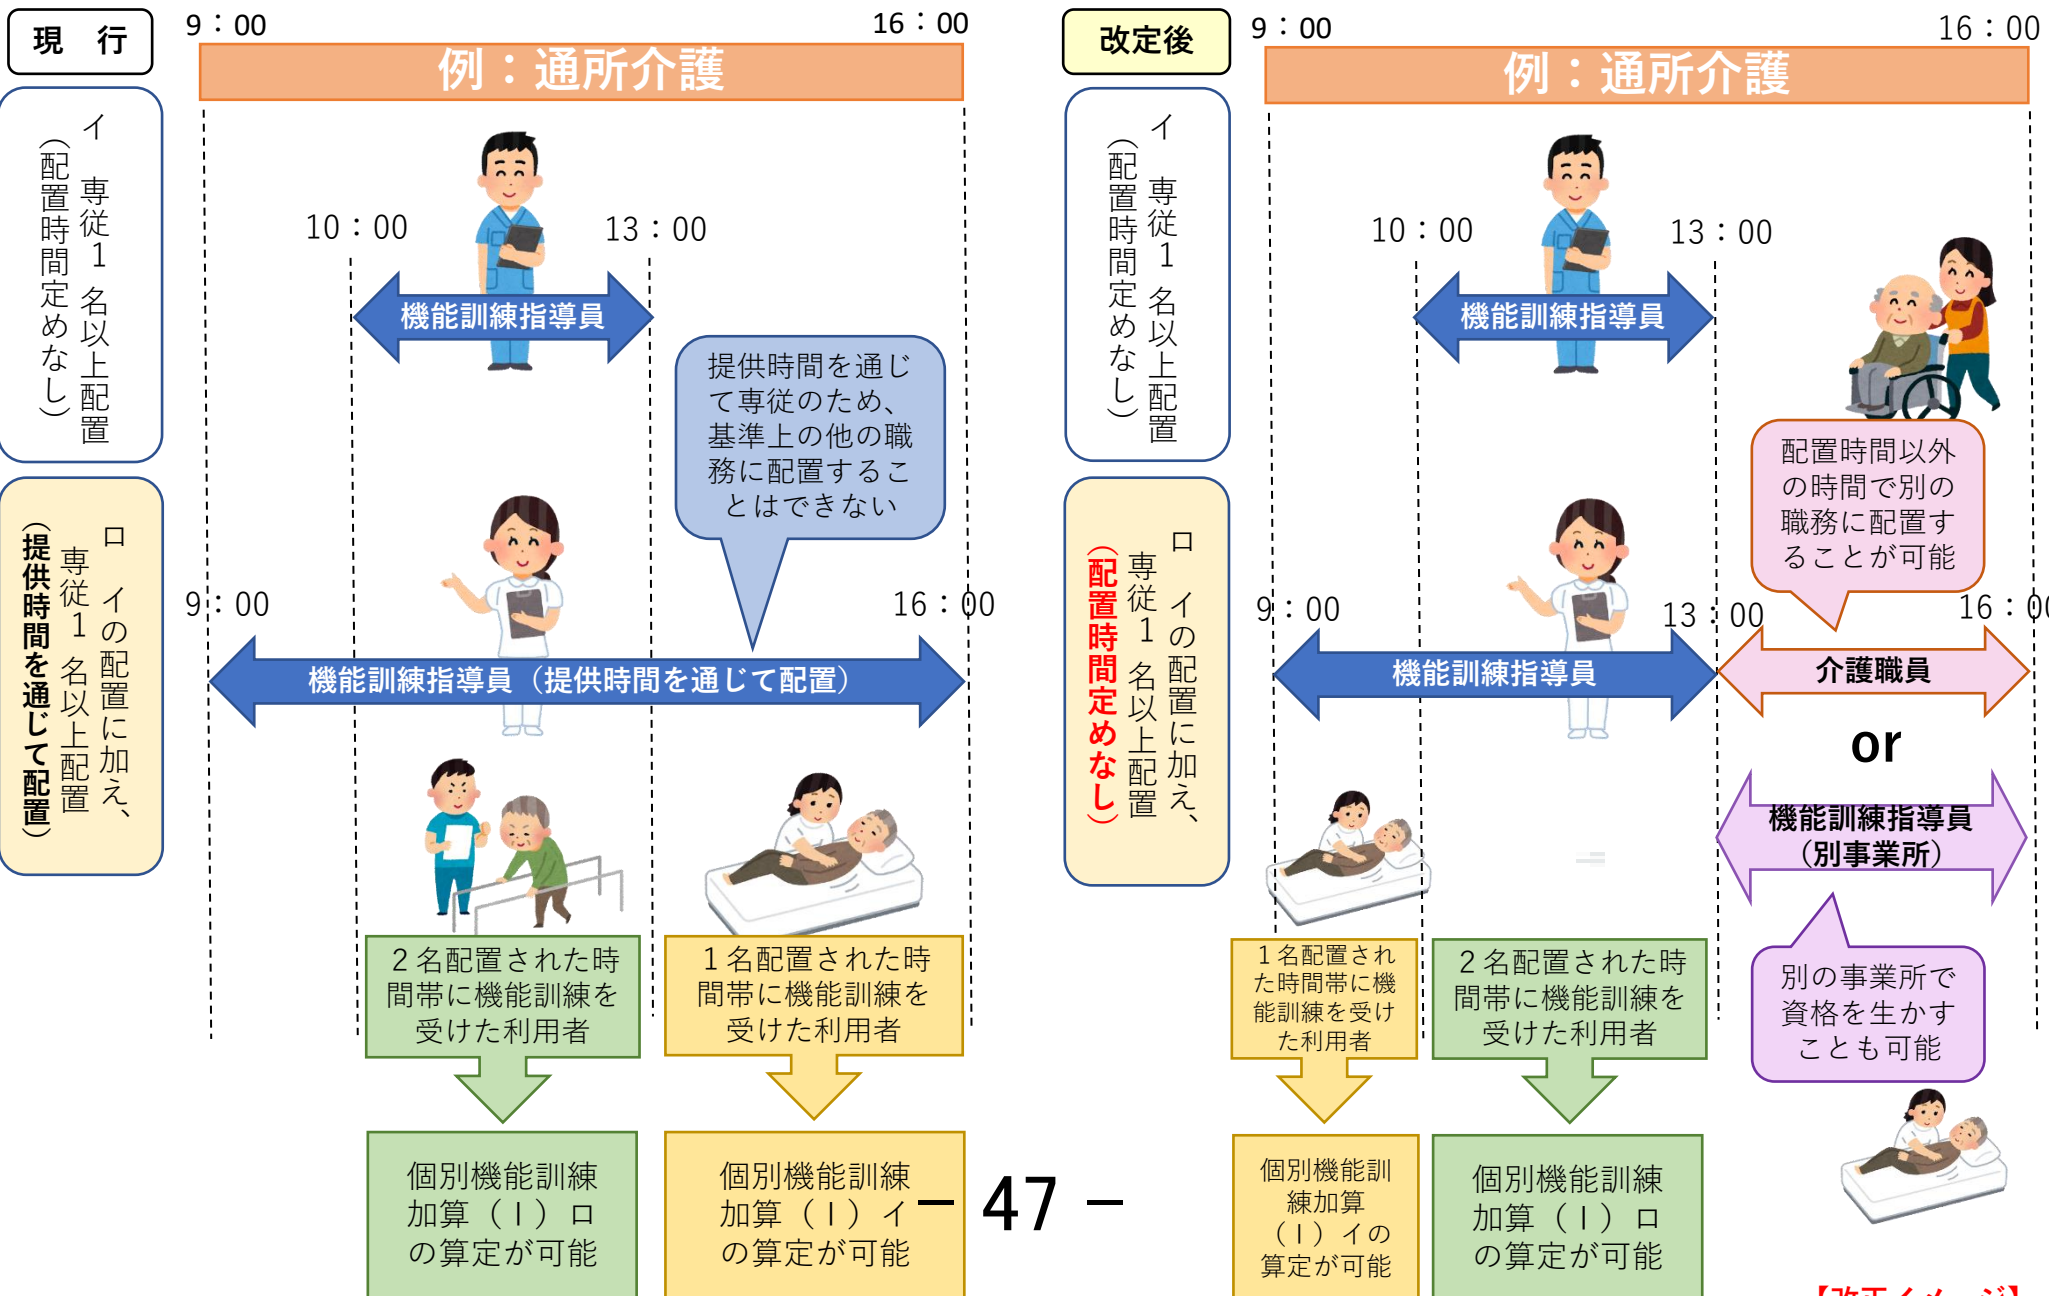 現　行
9：00
16：00
例：通所介護
イ　専従１名以上配置
（配置時間定めなし）
10：00
13：00
機能訓練指導員
提供時間を通じ
て専従のため、
基準上の他の職
務に配置するこ
とはできない
ロ　イの配置に加え、
専従１名以上配置
（提供時間を通じて配置）
9：00
16：00
機能訓練指導員（提供時間を通じて配置）
２名配置された時
間帯に機能訓練を
受けた利用者
１名配置された時
間帯に機能訓練を
受けた利用者
個別機能訓練
加算（Ⅰ）ロ
の算定が可能
個別機能訓練
加算（Ⅰ）イ
の算定が可能
改定後
9：00
16：00
例：通所介護
イ　専従１名以上配置
（配置時間定めなし）
10：00
13：00
機能訓練指導員
配置時間以外
の時間で別の
職務に配置す
ることが可能
ロ　イの配置に加え、
専従１名以上配置
（配置時間定めなし）
9：00
13：00
16：00
機能訓練指導員
介護職員
or
機能訓練指導員
（別事業所）
別の事業所で
資格を生かす
ことも可能
１名配置され
た時間帯に機
能訓練を受け
た利用者
２名配置された時
間帯に機能訓練を
受けた利用者
個別機能訓
練加算
（Ⅰ）イの
算定が可能
個別機能訓練
加算（Ⅰ）ロ
の算定が可能
− 47 −
【改正イメージ】